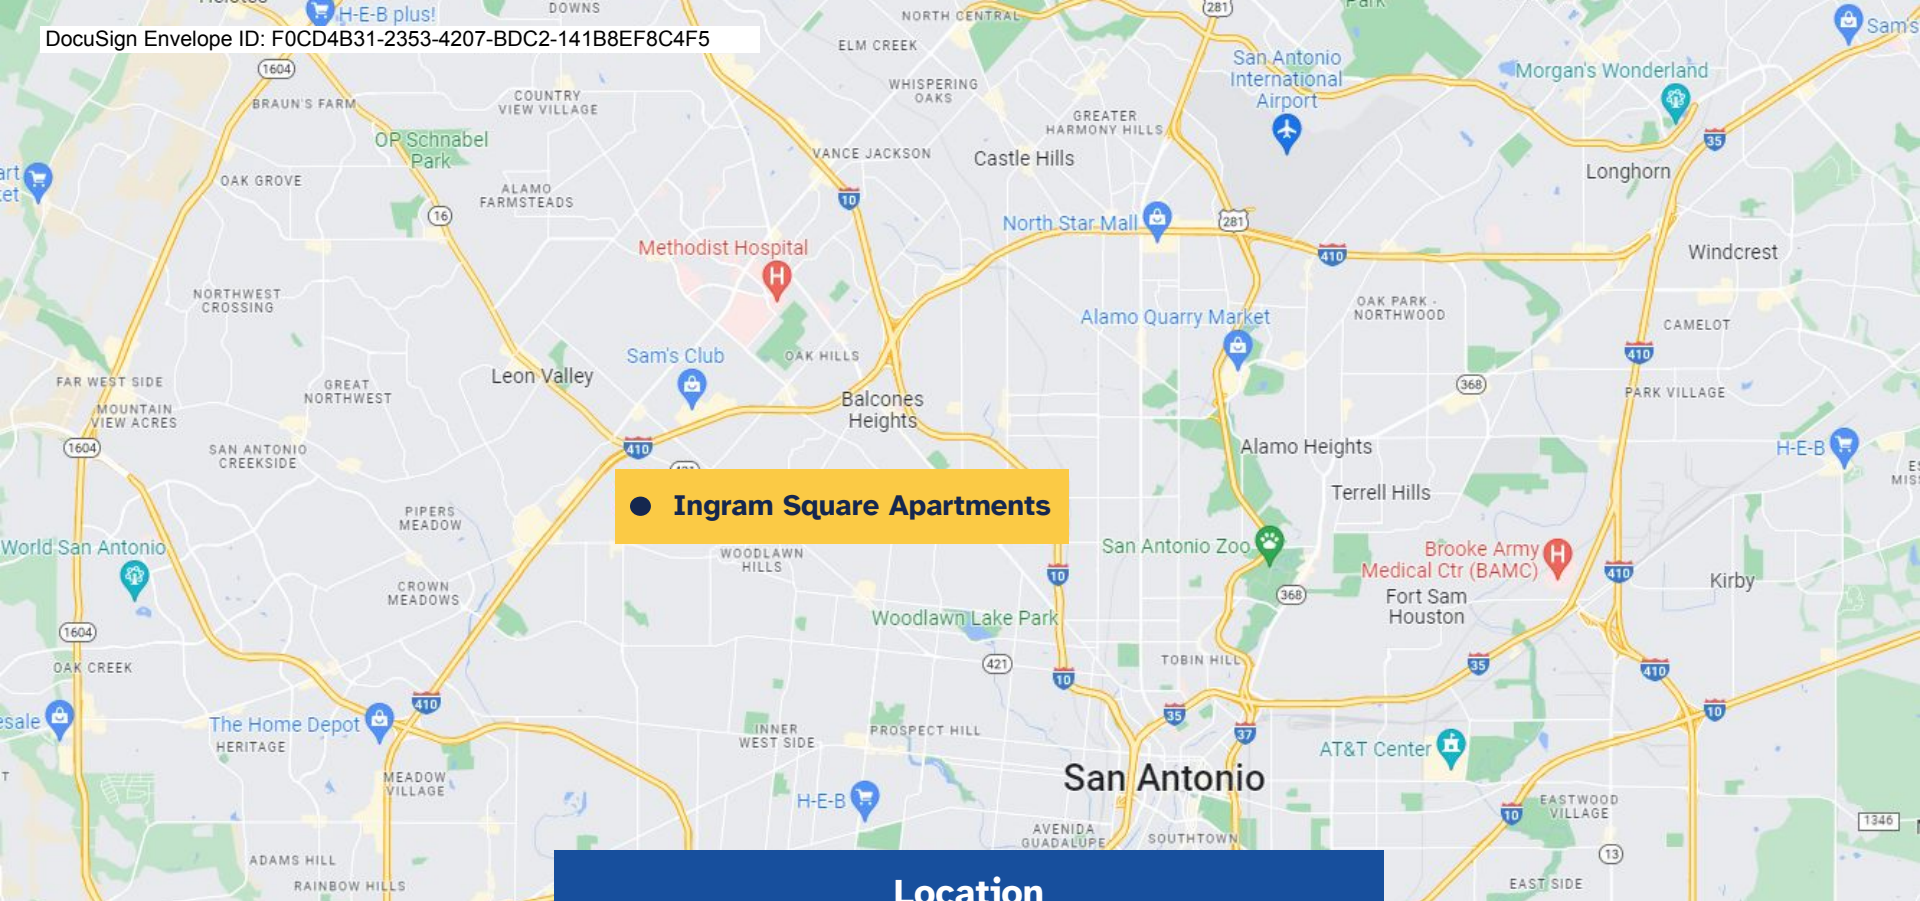 H-E-B plus!
DOWNS
NORTH CENTRAL
281
DocuSign Envelope ID: F0CD4B31-2353-4207-BDC2-141B8EF8C4F5
Sam's
ELM CREEK
San Antonio
International
Airport
1604
WHISPERING
OAKS
Morgan's Wonderland
BRAUN'S FARM
COUNTRY
VIEW VILLAGE
GREATER
HARMONY HILLS
35
OP Schnabel
Park
VANCE JACKSON
Castle Hills
Longhorn
OAK GROVE
ALAMO
FARMSTEADS
10
16
North Star Mall
281
Methodist Hospital
410
Windcrest
NORTHWEST
CROSSING
OAK PARK -
NORTHWOOD
Alamo Quarry Market
CAMELOT
Sam's Club
OAK HILLS
410
Leon Valley
FAR WEST SIDE
GREAT
NORTHWEST
368
PARK VILLAGE
Balcones
Heights
MOUNTAIN
VIEW ACRES
1604
SAN ANTONIO
CREEKSIDE
410
Alamo Heights
H-E-B
Terrell Hills
Ingram Square Apartments
PIPERS
MEADOW
World San Antonio
WOODLAWN
HILLS
San Antonio Zoo
Brooke Army
Medical Ctr (BAMC)
10
410
Kirby
CROWN
MEADOWS
368
Fort Sam
Houston
Woodlawn Lake Park
1604
OAK CREEK
421
TOBIN HILL
35
410
10
410
10
35
The Home Depot
HERITAGE
INNER
WEST SIDE
PROSPECT HILL
37
AT&T Center
MEADOW
VILLAGE
San Antonio
H-E-B
EASTWOOD
VILLAGE
10
AVENIDA
GUADALUPE
SOUTHTOWN
1346
13
ADAMS HILL
RAINBOW HILLS
EAST SIDE
Location